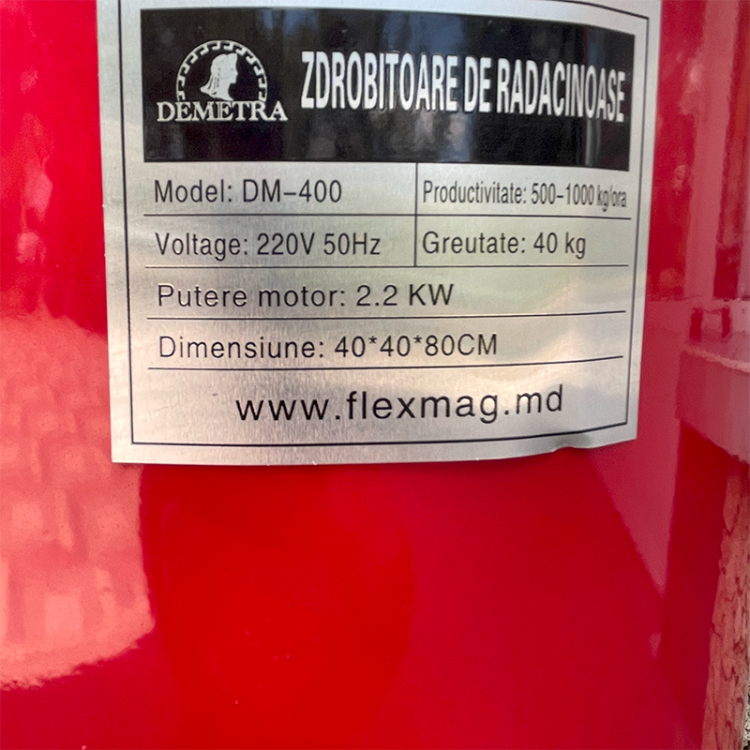 DEMETRA
ZDROBITOARE DE RADACINOASE
Model: DM-400
Productivitate: 500-1000 kg/ora
Voltage: 220V 50Hz
Greutate: 40 kg
Putere motor: 2.2 KW
Dimensiune: 40*40*80CM
www.flexmag.md